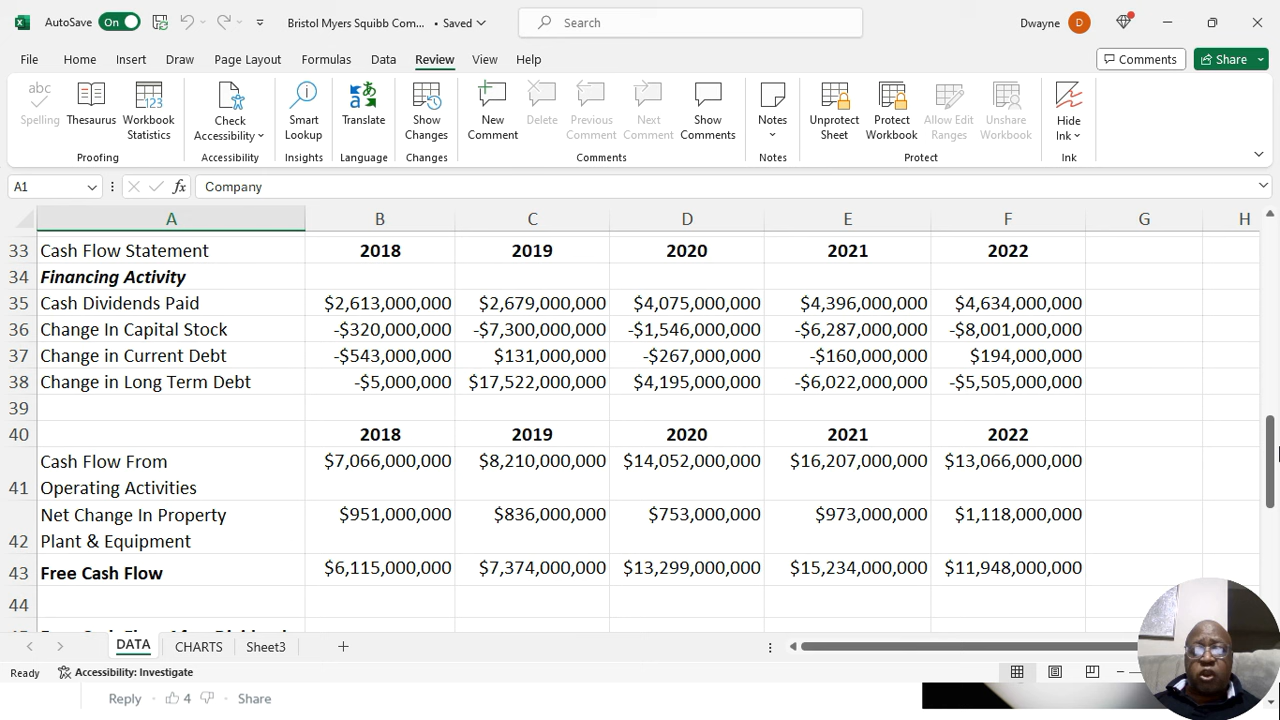 AutoSave On Bristol Myers Squibb Com... • Saved Search Dwayne D
File Home Insert Draw Page Layout Formulas Data Review View Help Comments Share
abc
Spelling Thesaurus Workbook Statistics
123
Check Accessibility
Smart Lookup
Translate
Show Changes
New Comment Delete Previous Comment Next Comment Show Comments
Notes
Unprotect Sheet Protect Workbook Allow Edit Ranges Unshare Workbook
Hide Ink
Proofing Accessibility Insights Language Changes Comments Notes Protect Ink
A1 fx Company
A B C D E F G H
33 Cash Flow Statement 2018 2019 2020 2021 2022
34 Financing Activity
35 Cash Dividends Paid $2,613,000,000 $2,679,000,000 $4,075,000,000 $4,396,000,000 $4,634,000,000
36 Change In Capital Stock -$320,000,000 -$7,300,000,000 -$1,546,000,000 -$6,287,000,000 -$8,001,000,000
37 Change in Current Debt -$543,000,000 $131,000,000 -$267,000,000 -$160,000,000 $194,000,000
38 Change in Long Term Debt -$5,000,000 $17,522,000,000 $4,195,000,000 -$6,022,000,000 -$5,505,000,000
39
40 2018 2019 2020 2021 2022
Cash Flow From $7,066,000,000 $8,210,000,000 $14,052,000,000 $16,207,000,000 $13,066,000,000
41 Operating Activities
Net Change In Property $951,000,000 $836,000,000 $753,000,000 $973,000,000 $1,118,000,000
42 Plant & Equipment
43 Free Cash Flow $6,115,000,000 $7,374,000,000 $13,299,000,000 $15,234,000,000 $11,948,000,000
44
DATA CHARTS Sheet3
Ready Accessibility: Investigate
Reply 4 Share